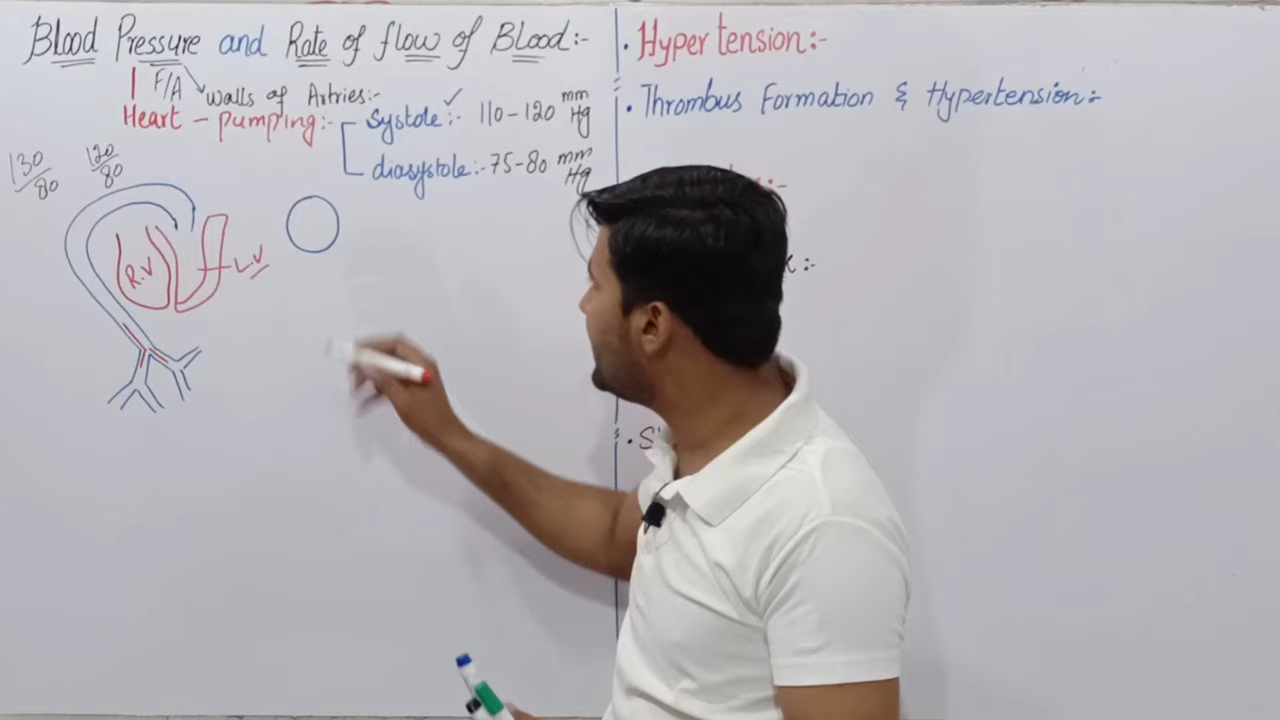 Blood Pressure and Rate of flow of Blood:-
F/A walls of Artries:-
Heart - pumping:- Systole:- 110-120 mm Hg
diasystole:- 75-80 mm Hg
130/80 120/80
R.V L.V
• Hyper tension:-
• Thrombus Formation & Hypertension:-